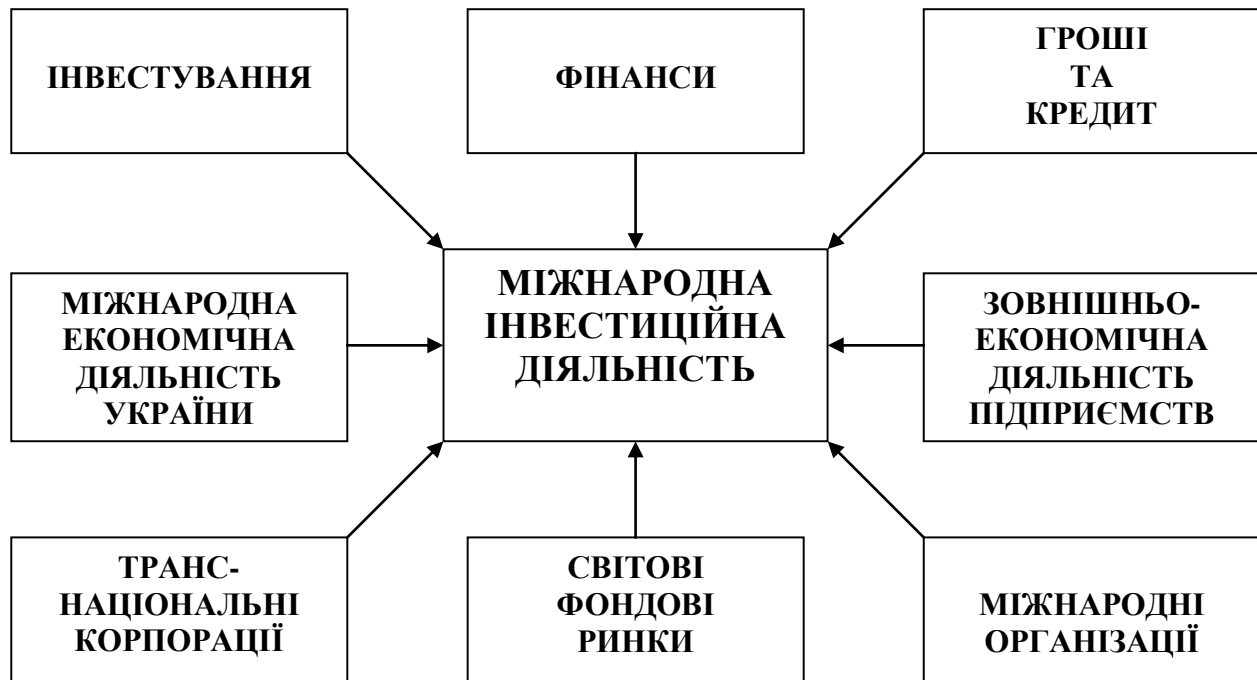 ІНВЕСТУВАННЯ
ФІНАНСИ
ГРОШІ
ТА
КРЕДИТ
МІЖНАРОДНА
ЕКОНОМІЧНА
ДІЯЛЬНІСТЬ
УКРАЇНИ
МІЖНАРОДНА
ІНВЕСТИЦІЙНА
ДІЯЛЬНІСТЬ
ЗОВНІШНЬО-
ЕКОНОМІЧНА
ДІЯЛЬНІСТЬ
ПІДПРИЄМСТВ
ТРАНС-
НАЦІОНАЛЬНІ
КОРПОРАЦІЇ
СВІТОВІ
ФОНДОВІ
РИНКИ
МІЖНАРОДНІ
ОРГАНІЗАЦІЇ